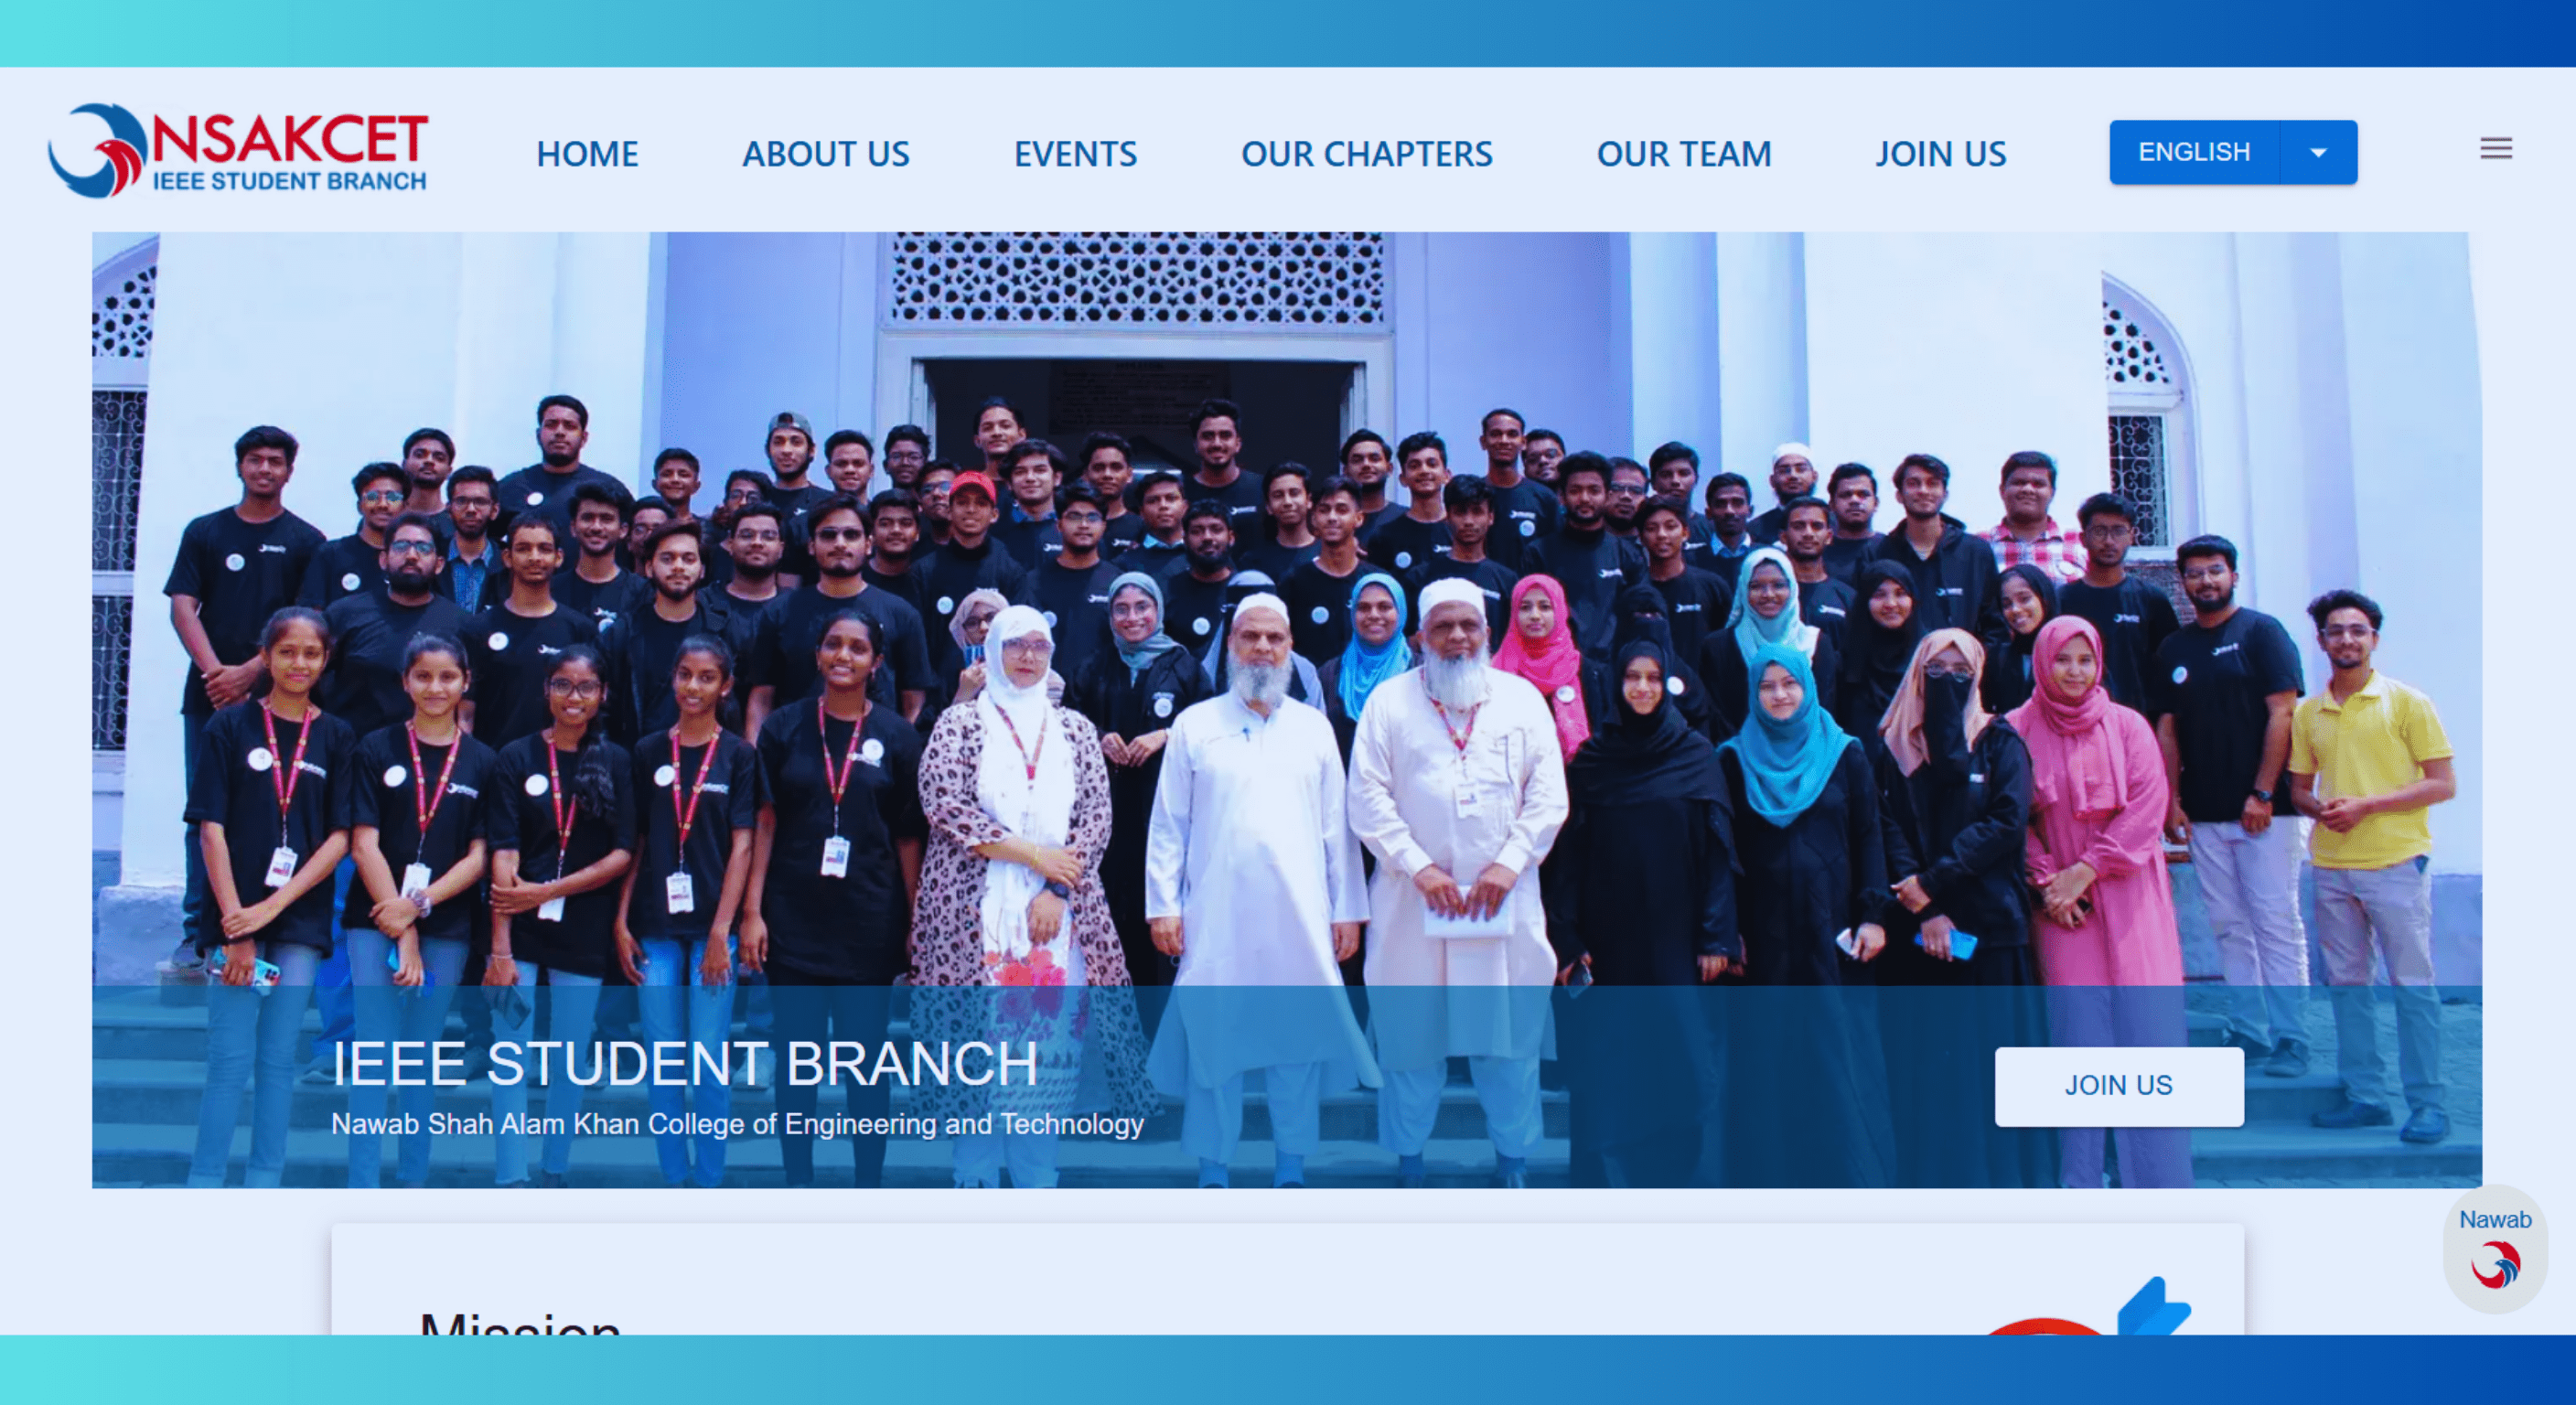 NSAKCET
IEEE STUDENT BRANCH
HOME
ABOUT US
EVENTS
OUR CHAPTERS
OUR TEAM
JOIN US
ENGLISH
IEEE STUDENT BRANCH
Nawab Shah Alam Khan College of Engineering and Technology
JOIN US
Nawab
Mission